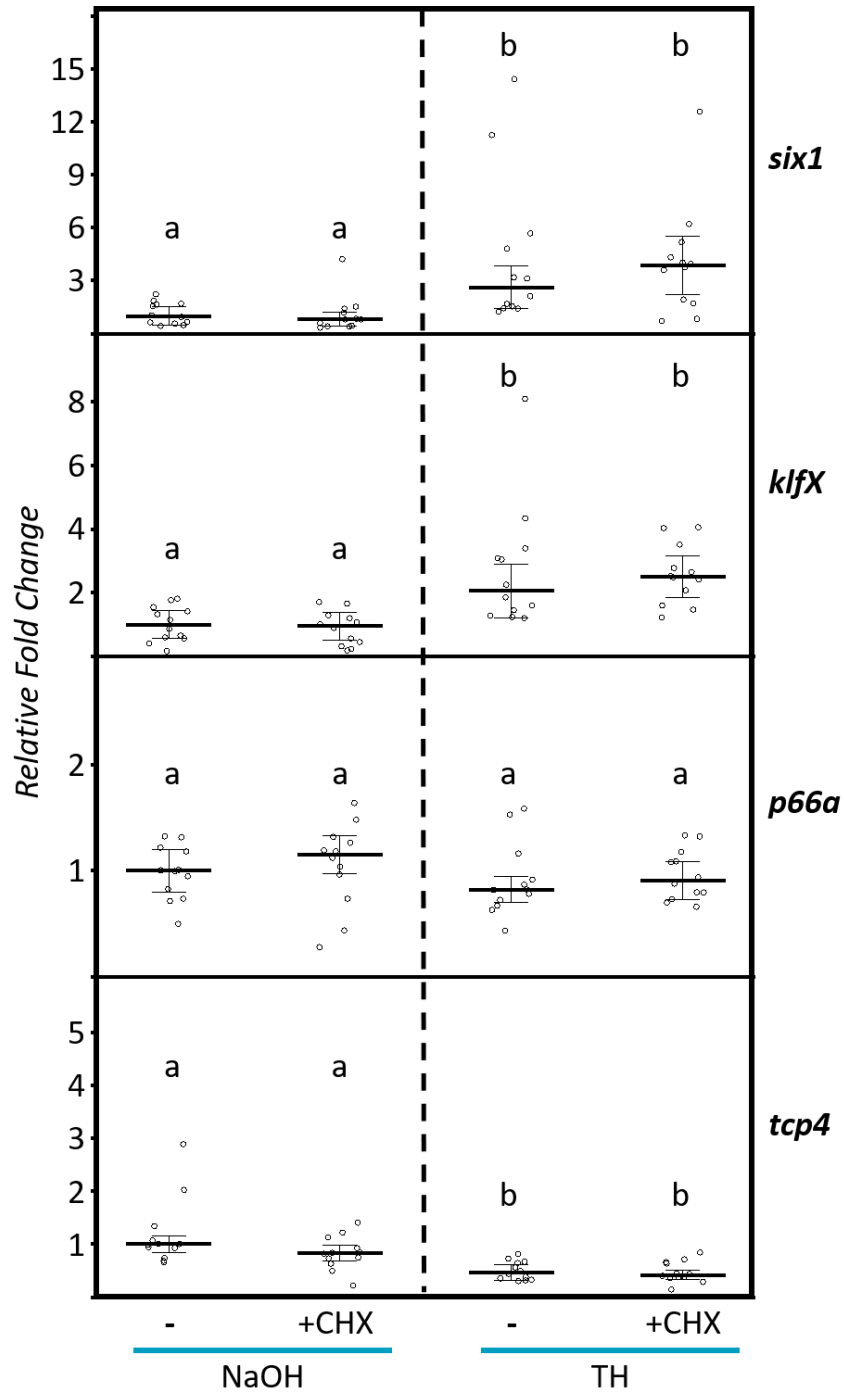 b b
15
12
six1
9
a a
6
3
b b
8
klfX
6
4
a a
2
Relative Fold Change
2
a a a a
p66a
1
5
a a
4
tcp4
3
b b
2
1
- +CHX - +CHX
NaOH TH